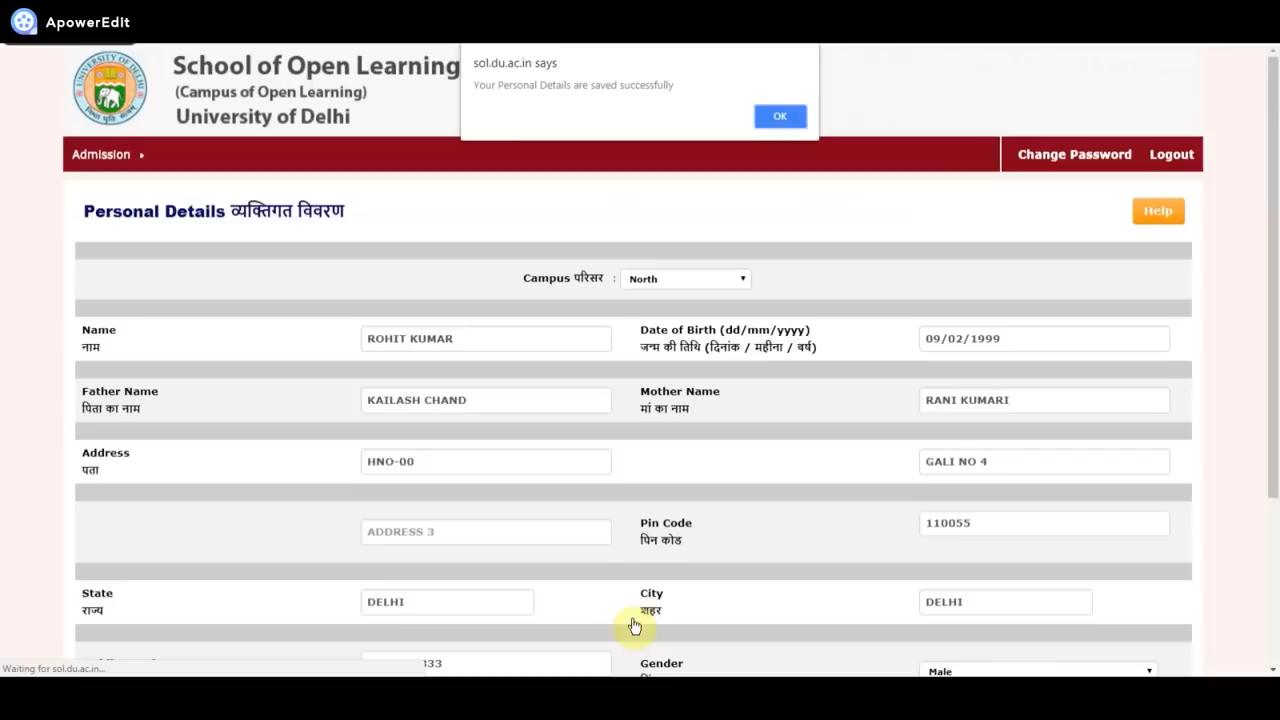 ApowerEdit
School of Open Learning
(Campus of Open Learning)
University of Delhi
sol.du.ac.in says
Your Personal Details are saved successfully
OK
Admission
Change Password Logout
Personal Details व्यक्तिगत विवरण
Help
Campus परिसर : North
Name
नाम
ROHIT KUMAR
Date of Birth (dd/mm/yyyy)
जन्म की तिथि (दिनांक / महीना / वर्ष)
09/02/1999
Father Name
पिता का नाम
KAILASH CHAND
Mother Name
मां का नाम
RANI KUMARI
Address
पता
HNO-00
GALI NO 4
ADDRESS 3
Pin Code
पिन कोड
110055
State
राज्य
DELHI
City
शहर
DELHI
333
Gender
Male
Waiting for sol.du.ac.in...